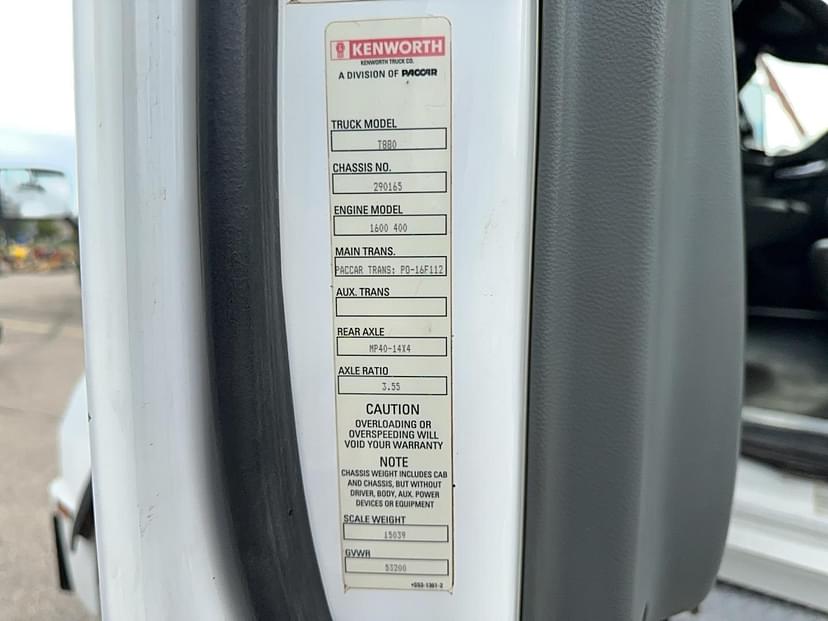 KENWORTH
KENWORTH TRUCK CO.
A DIVISION OF PACCAR
TRUCK MODEL
T880
CHASSIS NO.
290165
ENGINE MODEL
1600 400
MAIN TRANS.
PACCAR TRANS: PO-16F112
AUX. TRANS
REAR AXLE
MP40-14X4
AXLE RATIO
3.55
CAUTION
OVERLOADING OR
OVERSPEEDING WILL
VOID YOUR WARRANTY
NOTE
CHASSIS WEIGHT INCLUDES CAB
AND CHASSIS, BUT WITHOUT
DRIVER, BODY, AUX. POWER
DEVICES OR EQUIPMENT
SCALE WEIGHT
15039
GVWR
53200